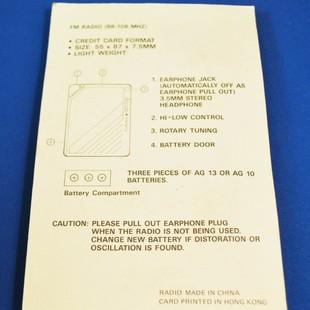 FM RADIO (88-108 MHZ)
• CREDIT CARD FORMAT
• SIZE: 55 x 87 x 7.5MM
• LIGHT WEIGHT
1. EARPHONE JACK
(AUTOMATICALLY OFF AS
EARPHONE PULL OUT)
3.5MM STEREO
HEADPHONE
2. HI-LOW CONTROL
3. ROTARY TUNING
4. BATTERY DOOR
THREE PIECES OF AG 13 OR AG 10
BATTERIES.
Battery Compartment
CAUTION: PLEASE PULL OUT EARPHONE PLUG
WHEN THE RADIO IS NOT BEING USED.
CHANGE NEW BATTERY IF DISTORATION OR
OSCILLATION IS FOUND.
RADIO MADE IN CHINA
CARD PRINTED IN HONG KONG